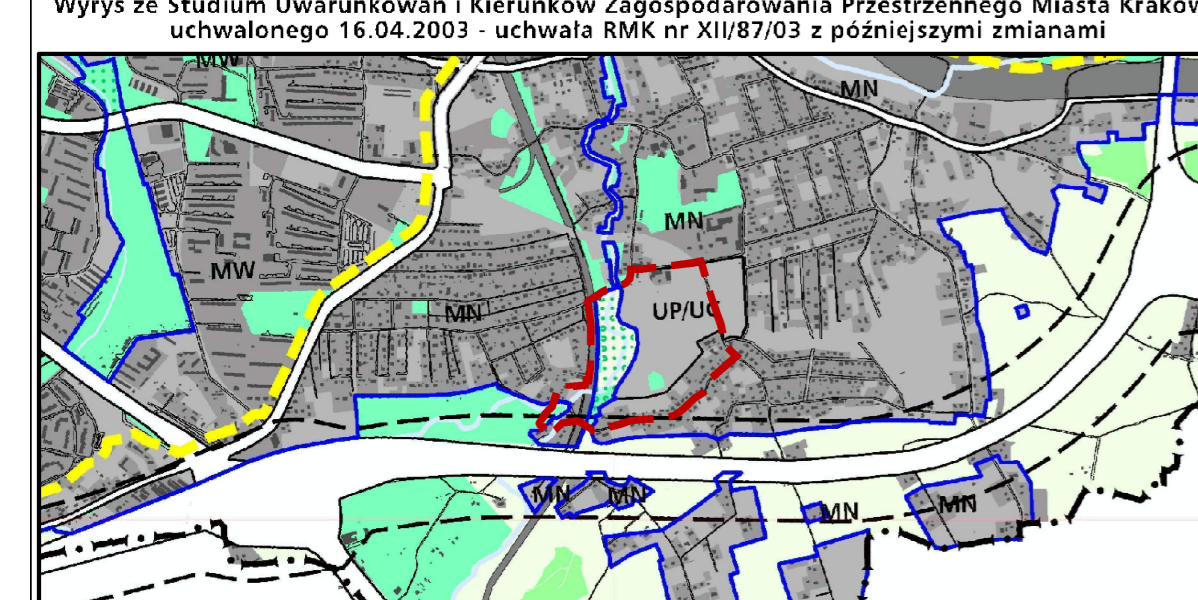 Wyrys ze Studium Uwarunkowań i Kierunków Zagospodarowania Przestrzennego Miasta Kraków
uchwalonego 16.04.2003 - uchwała RMK nr XII/87/03 z późniejszymi zmianami
MW
MN
MN
MW
UP/UC
MN
MN
MN
MN
MN